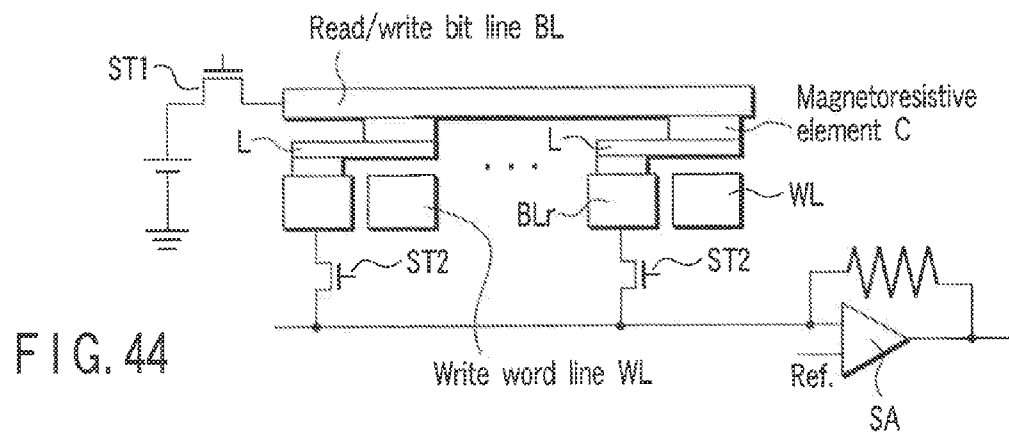 Read/write bit line BL
ST1
Magnetoresistive
element C
L
L
. . .
BLr
WL
ST2
ST2
FIG. 44
Write word line WL
Ref.
SA